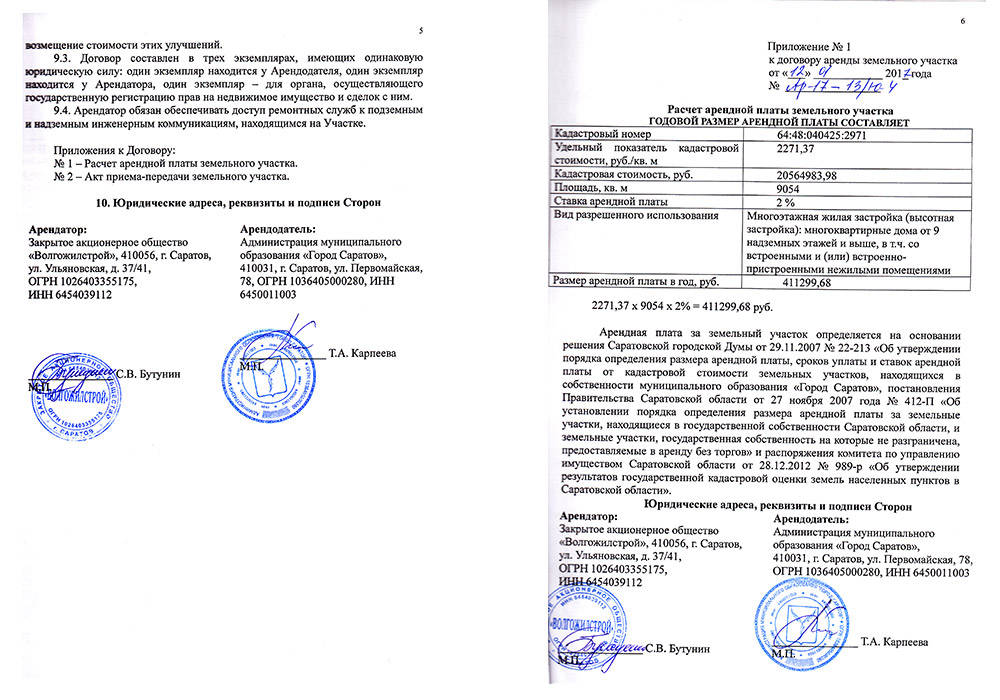 5
возмещение стоимости этих улучшений.
9.3. Договор составлен в трех экземплярах, имеющих одинаковую
юридическую силу: один экземпляр находится у Арендодателя, один экземпляр
находится у Арендатора, один экземпляр – для органа, осуществляющего
государственную регистрацию прав на недвижимое имущество и сделок с ним.
9.4. Арендатор обязан обеспечивать доступ ремонтных служб к подземным
и надземным инженерным коммуникациям, находящимся на Участке.
Приложения к Договору:
№ 1 – Расчет арендной платы земельного участка.
№ 2 – Акт приема-передачи земельного участка.
10. Юридические адреса, реквизиты и подписи Сторон
Арендатор:
Закрытое акционерное общество
«Волгожилстрой», 410056, г. Саратов,
ул. Ульяновская, д. 37/41,
ОГРН 1026403355175,
ИНН 6454039112
С.В. Бутунин
М.П.
«ВОЛГОЖИЛСТРОЙ»
ОГРН 1026403355175
г. САРАТОВ
Арендодатель:
Администрация муниципального
образования «Город Саратов»,
410031, г. Саратов, ул. Первомайская,
78, ОГРН 1036405000280, ИНН
6450011003
Т.А. Карпеева
М.П.
6
Приложение № 1
к договору аренды земельного участка
от «12» 01 2017года
№ Ар-17-13/ю-4
Расчет арендной платы земельного участка
ГОДОВОЙ РАЗМЕР АРЕНДНОЙ ПЛАТЫ СОСТАВЛЯЕТ
Кадастровый номер 64:48:040425:2971
Удельный показатель кадастровой 2271,37
стоимости, руб./кв. м
Кадастровая стоимость, руб. 20564983,98
Площадь, кв. м 9054
Ставка арендной платы 2 %
Вид разрешенного использования Многоэтажная жилая застройка (высотная
застройка): многоквартирные дома от 9
надземных этажей и выше, в т.ч. со
встроенными и (или) встроенно-
пристроенными нежилыми помещениями
Размер арендной платы в год, руб. 411299,68
2271,37 х 9054 х 2% = 411299,68 руб.
Арендная плата за земельный участок определяется на основании
решения Саратовской городской Думы от 29.11.2007 № 22-213 «Об утверждении
порядка определения размера арендной платы, сроков уплаты и ставок арендной
платы от кадастровой стоимости земельных участков, находящихся в
собственности муниципального образования «Город Саратов», постановления
Правительства Саратовской области от 27 ноября 2007 года № 412-П «Об
установлении порядка определения размера арендной платы за земельные
участки, находящиеся в государственной собственности Саратовской области, и
земельные участки, государственная собственность на которые не разграничена,
предоставляемые в аренду без торгов» и распоряжения комитета по управлению
имуществом Саратовской области от 28.12.2012 № 989-р «Об утверждении
результатов государственной кадастровой оценки земель населенных пунктов в
Саратовской области».
Юридические адреса, реквизиты и подписи Сторон
Арендатор:
Закрытое акционерное общество
«Волгожилстрой», 410056, г. Саратов,
ул. Ульяновская, д. 37/41,
ОГРН 1026403355175,
ИНН 6454039112
«ВОЛГОЖИЛСТРОЙ»
С.В. Бутунин
М.П.
Арендодатель:
Администрация муниципального
образования «Город Саратов»,
410031, г. Саратов, ул. Первомайская, 78,
ОГРН 1036405000280, ИНН 6450011003
Т.А. Карпеева
М.П.